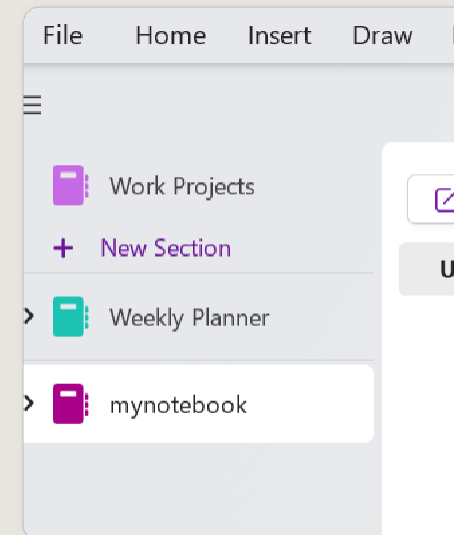 File Home Insert Draw
Work Projects
New Section
Weekly Planner
mynotebook